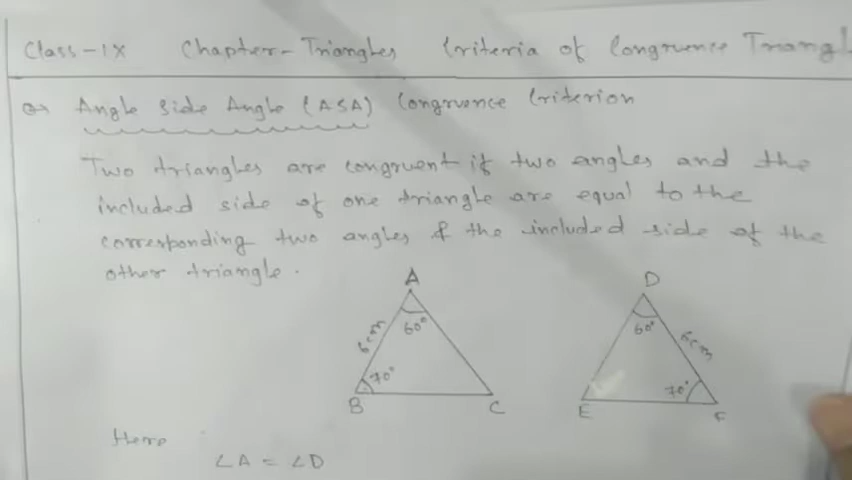 Class-IX Chapter-Triangles Criteria of Congruence Triangl
Angle Side Angle (ASA) Congruence Criterion
Two triangles are congruent if two angles and the
included side of one triangle are equal to the
corresponding two angles & the included side of the
other triangle.
A D
60° 60°
6cm 6cm
70° 70°
B C E F
Here
∠A = ∠D